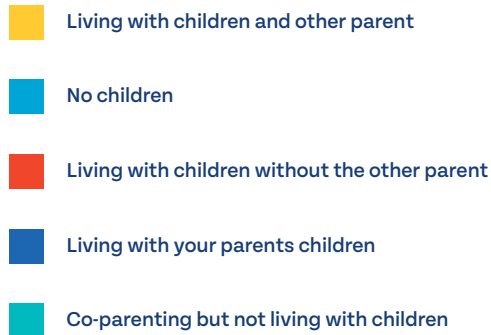 Living with children and other parent
No children
Living with children without the other parent
Living with your parents children
Co-parenting but not living with children